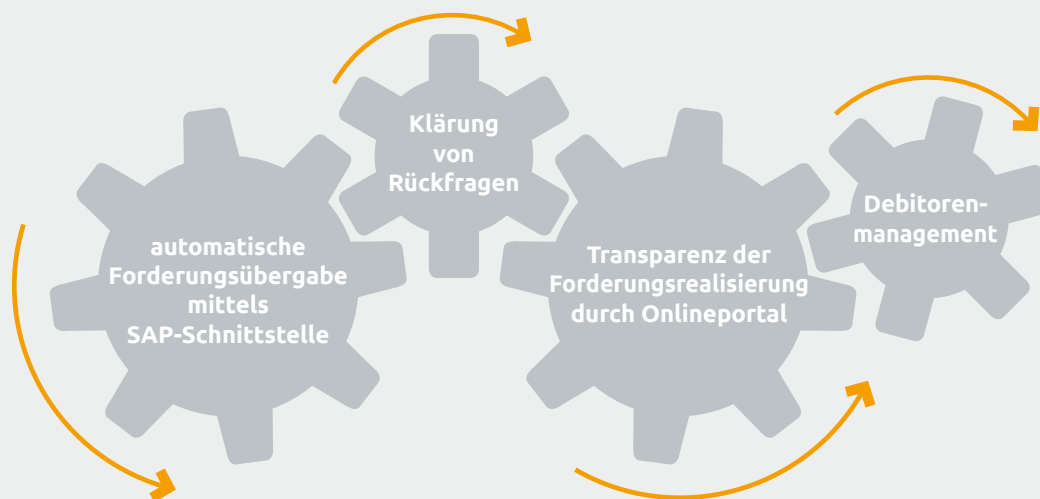 automatische
Forderungsübergabe
mittels
SAP-Schnittstelle
Klärung
von
Rückfragen
Transparenz der
Forderungsrealisierung
durch Onlineportal
Debitoren-
management